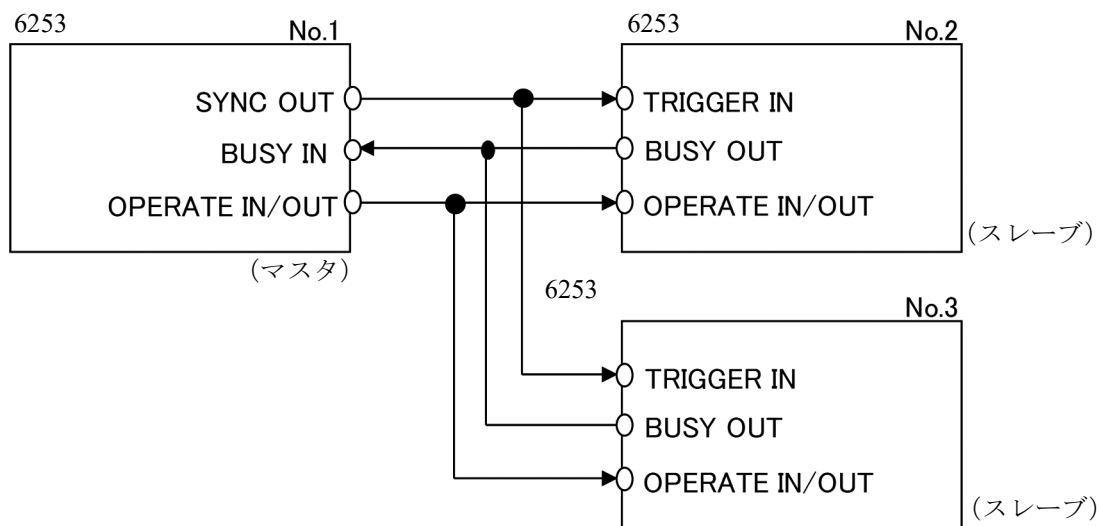 6253
No.1
SYNC OUT
BUSY IN
OPERATE IN/OUT
(マスタ)
6253
No.2
TRIGGER IN
BUSY OUT
OPERATE IN/OUT
(スレーブ)
6253
No.3
TRIGGER IN
BUSY OUT
OPERATE IN/OUT
(スレーブ)